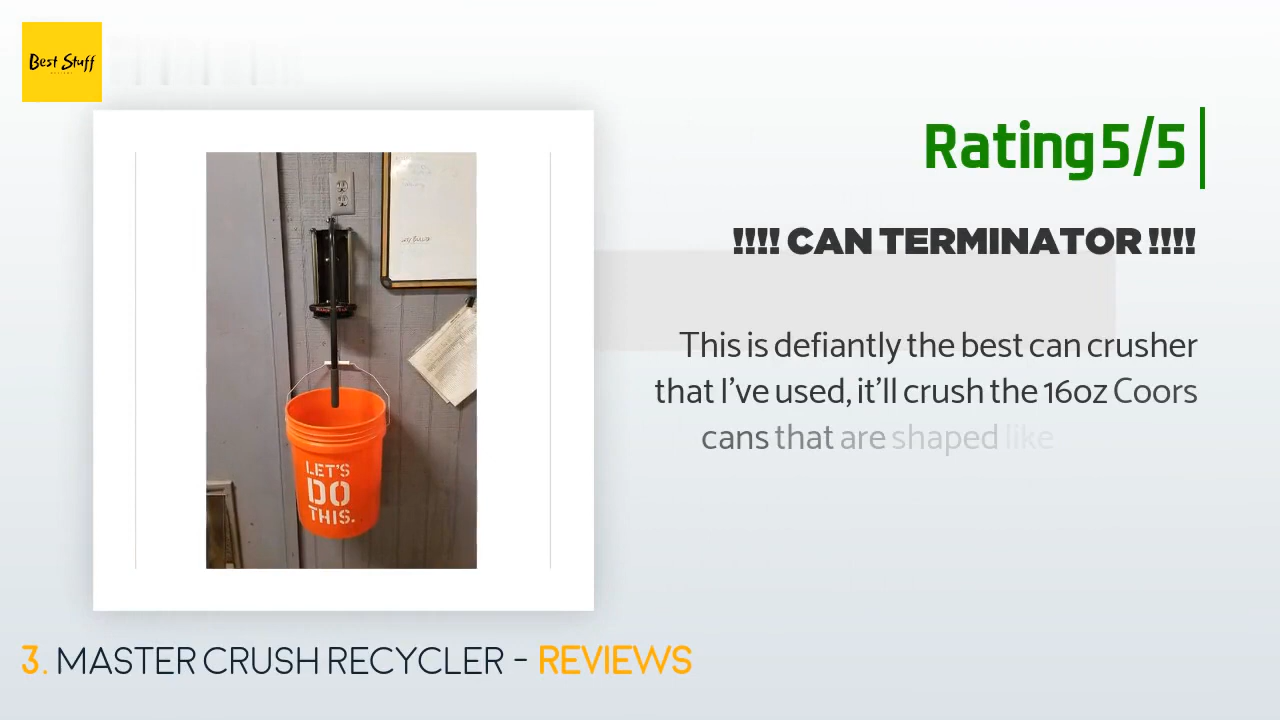 Best Stuff
Rating 5/5
!!!! CAN TERMINATOR !!!!
This is defiantly the best can crusher
that I've used, it'll crush the 16oz Coors
cans that are shaped like
LET'S
DO
THIS.
3. MASTER CRUSH RECYCLER - REVIEWS